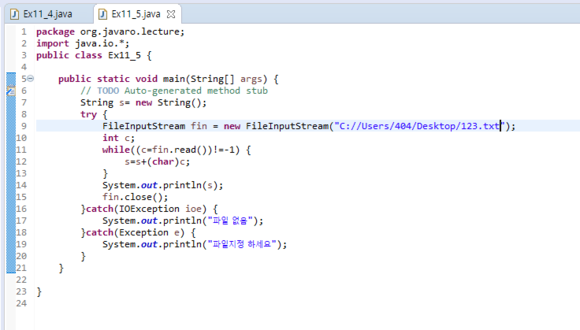 Ex11_4.java Ex11_5.java
1 package org.javaro.lecture;
2 import java.io.*;
3 public class Ex11_5 {
4
5 public static void main(String[] args) {
6 // TODO Auto-generated method stub
7 String s= new String();
8 try {
9 FileInputStream fin = new FileInputStream("C://Users/404/Desktop/123.txt");
10 int c;
11 while((c=fin.read())!=-1) {
12 s=s+(char)c;
13 }
14 System.out.println(s);
15 fin.close();
16 }catch(IOException ioe) {
17 System.out.println("파일 없음");
18 }catch(Exception e) {
19 System.out.println("파일지정 하세요");
20 }
21 }
22
23 }
24